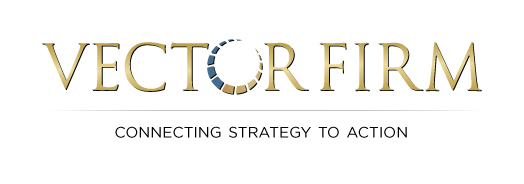 VECTOR FIRM
CONNECTING STRATEGY TO ACTION